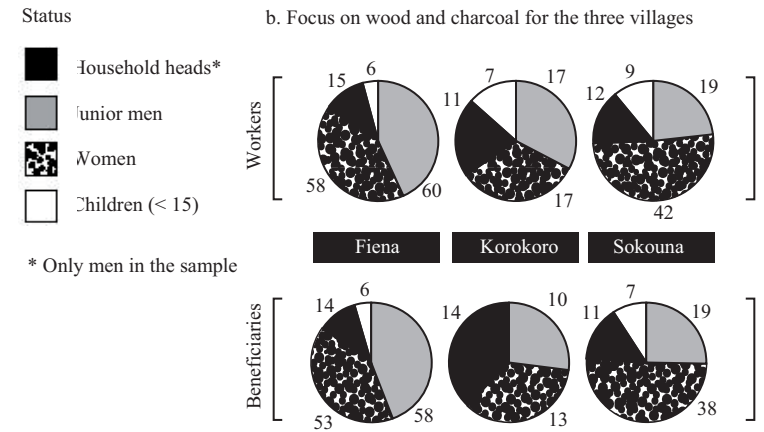 Status
b. Focus on wood and charcoal for the three villages
Household heads*
Junior men
Women
Children (< 15)
* Only men in the sample
Workers
15 6 60 58
11 7 17 17
12 9 19 42
Fiena Korokoro Sokouna
Beneficiaries
14 6 58 53
14 10 13
11 7 19 38